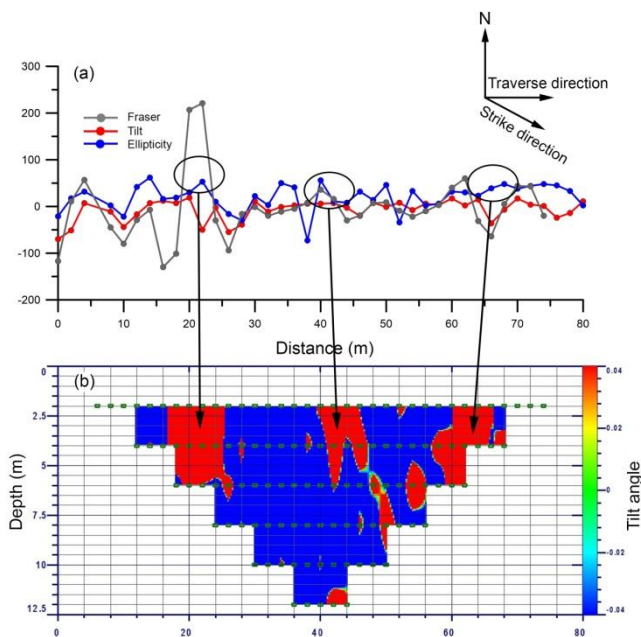 N
Traverse direction
Strike direction
(a)
300
200
100
0
-100
-200
Fraser
Tilt
Ellipticity
0 10 20 30 40 50 60 70 80
Distance (m)
(b)
0
2.5
5
7.5
10
12.5
Depth (m)
0 20 40 60 80
0.04
0.02
0
-0.02
-0.04
Tilt angle